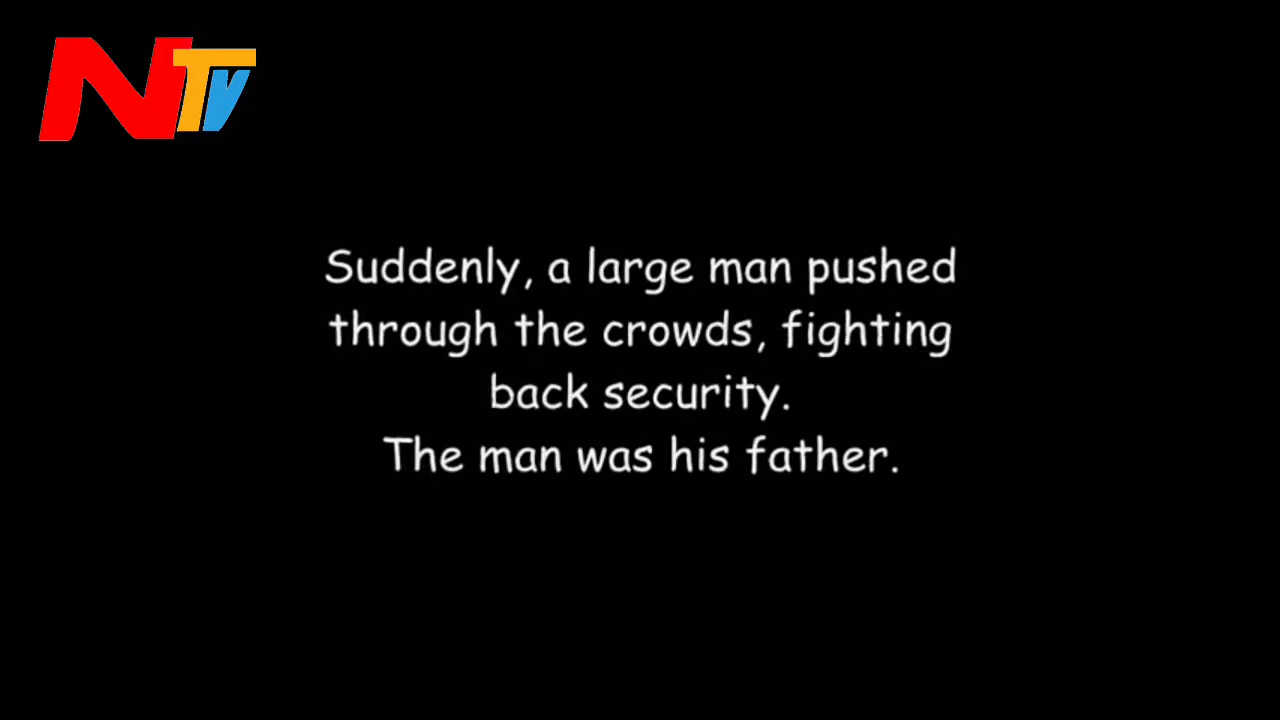 NTV
Suddenly, a large man pushed
through the crowds, fighting
back security.
The man was his father.